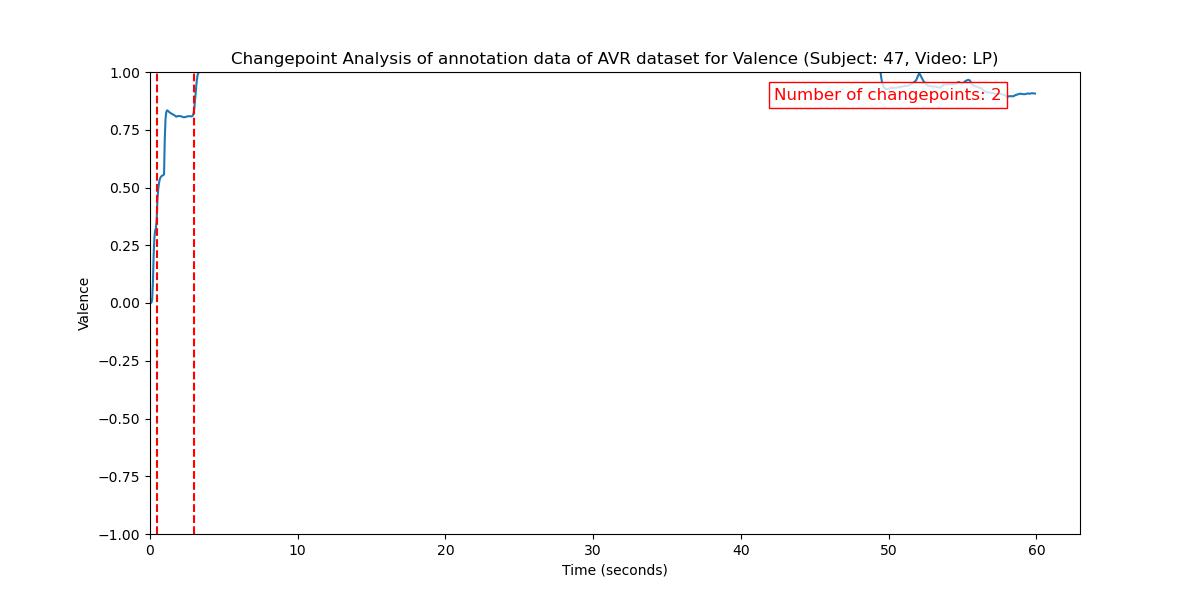 Changepoint Analysis of annotation data of AVR dataset for Valence (Subject: 47, Video: LP)
Number of changepoints: 2
1.00
0.75
0.50
0.25
0.00
−0.25
−0.50
−0.75
−1.00
Valence
0 10 20 30 40 50 60
Time (seconds)